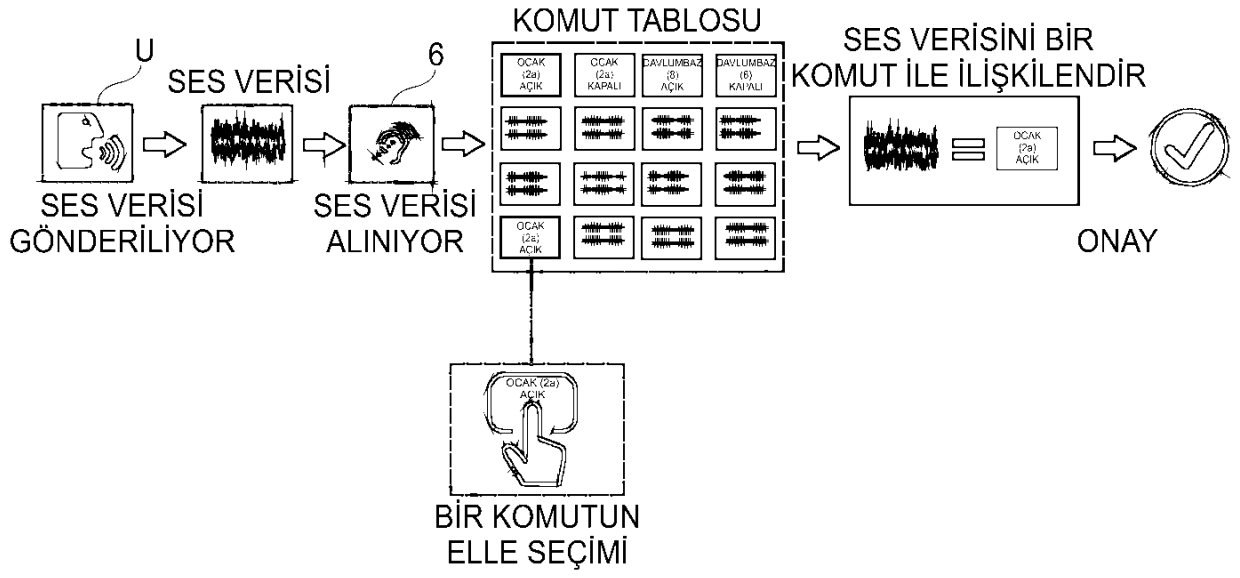 U
SES VERİSİ
6
KOMUT TABLOSU
SES VERİSİNİ BİR
KOMUT İLE İLİŞKİLENDİR
SES VERİSİ
GÖNDERİLİYOR
SES VERİSİ
ALINIYOR
OCAK
(2a)
AÇIK
OCAK
(2a)
KAPALI
DAVLUMBAZ
(8)
AÇIK
DAVLUMBAZ
(6)
KAPALI
OCAK
(2a)
AÇIK
OCAK
(2a)
AÇIK
ONAY
OCAK (2a)
AÇIK
BİR KOMUTUN
ELLE SEÇİMİ